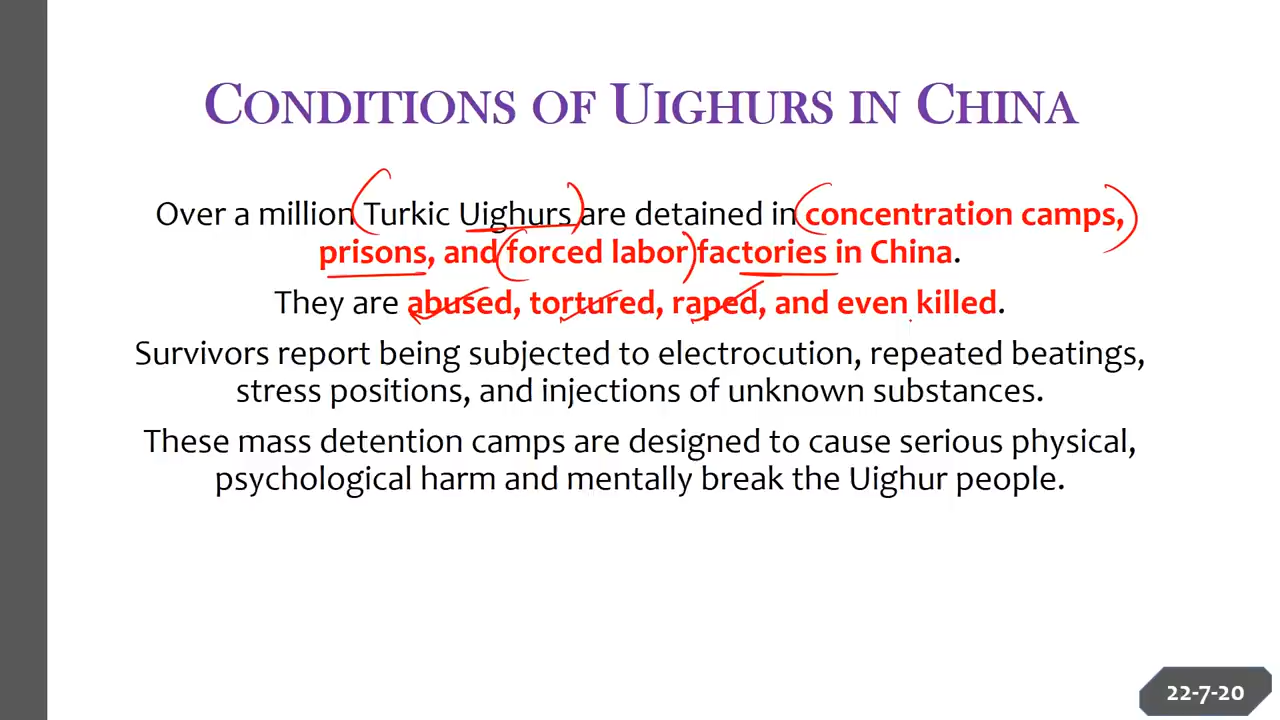 CONDITIONS OF UIGHURS IN CHINA
Over a million Turkic Uighurs are detained in concentration camps,
prisons, and forced labor factories in China.
They are abused, tortured, raped, and even killed.
Survivors report being subjected to electrocution, repeated beatings,
stress positions, and injections of unknown substances.
These mass detention camps are designed to cause serious physical,
psychological harm and mentally break the Uighur people.
22-7-20